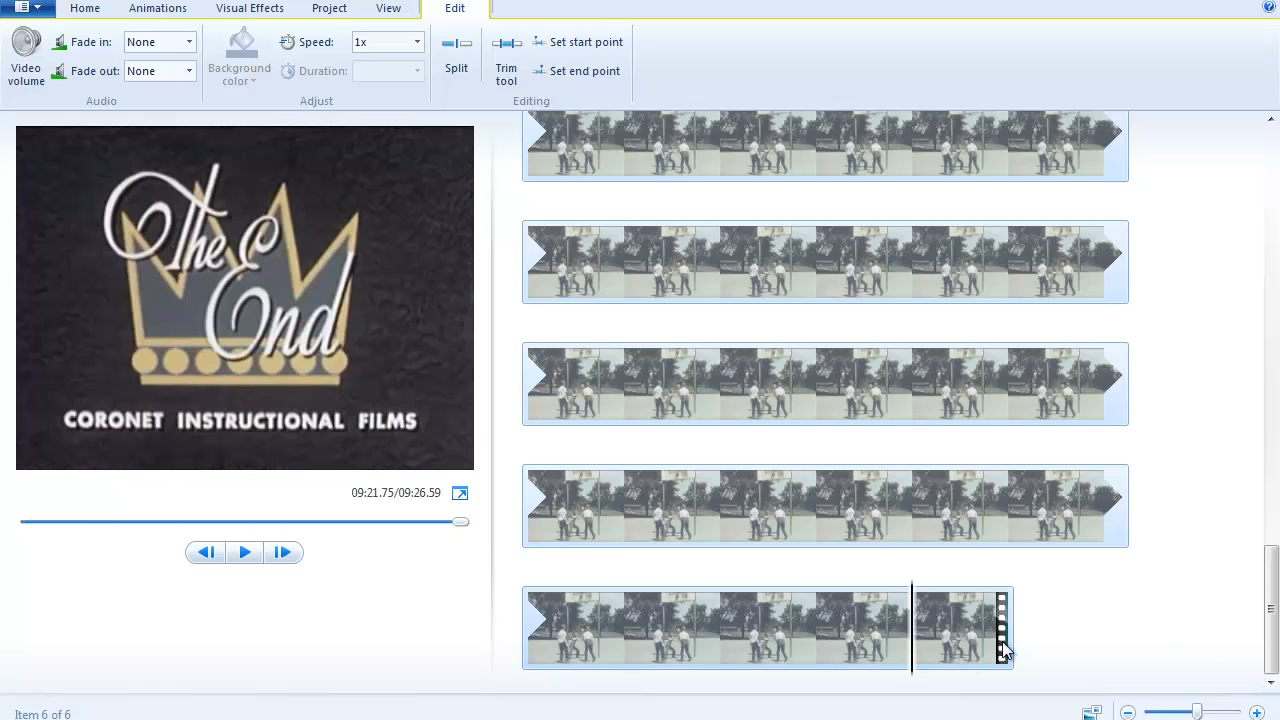 Home Animations Visual Effects Project View Edit
Video volume
Fade in: None
Fade out: None
Audio
Background color
Speed: 1x
Duration:
Adjust
Split
Trim tool
Set start point
Set end point
Editing
The End
CORONET INSTRUCTIONAL FILMS
09:21.75/09:26.59
Item 6 of 6